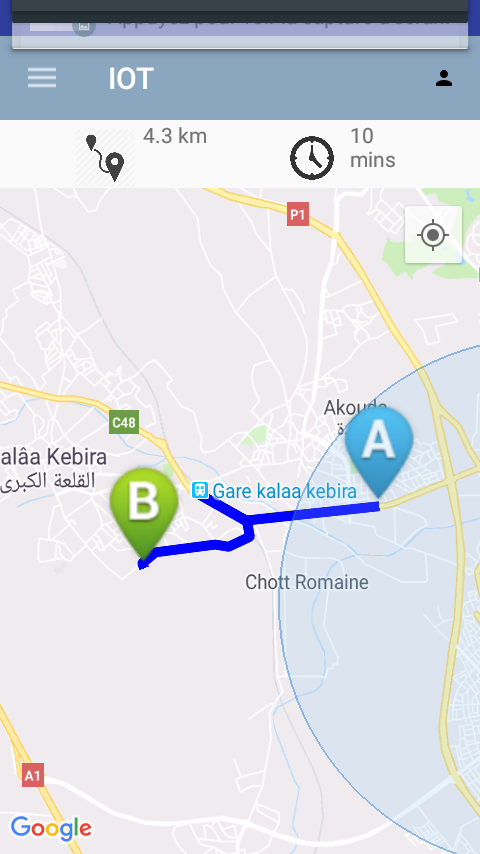 IOT
4.3 km
10
mins
P1
C48
Akouda
alâa Kebira
القلعة الكبرى
A
B
Gare kalaa kebira
Chott Romaine
A1
Google